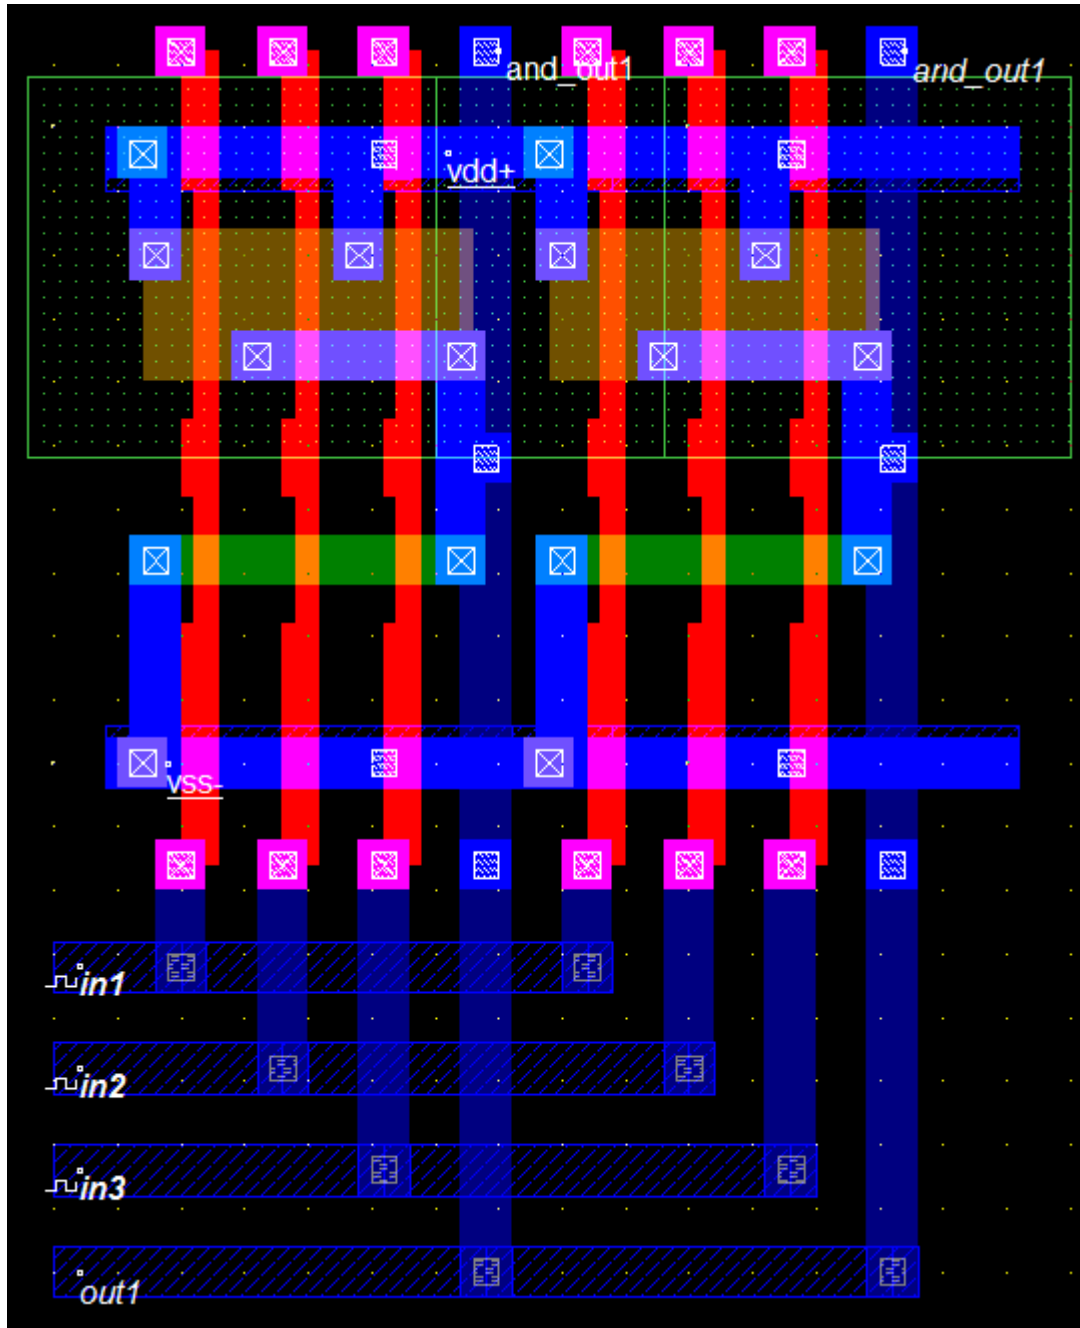 and_out1
and_out1
vdd+
vss-
in1
in2
in3
out1